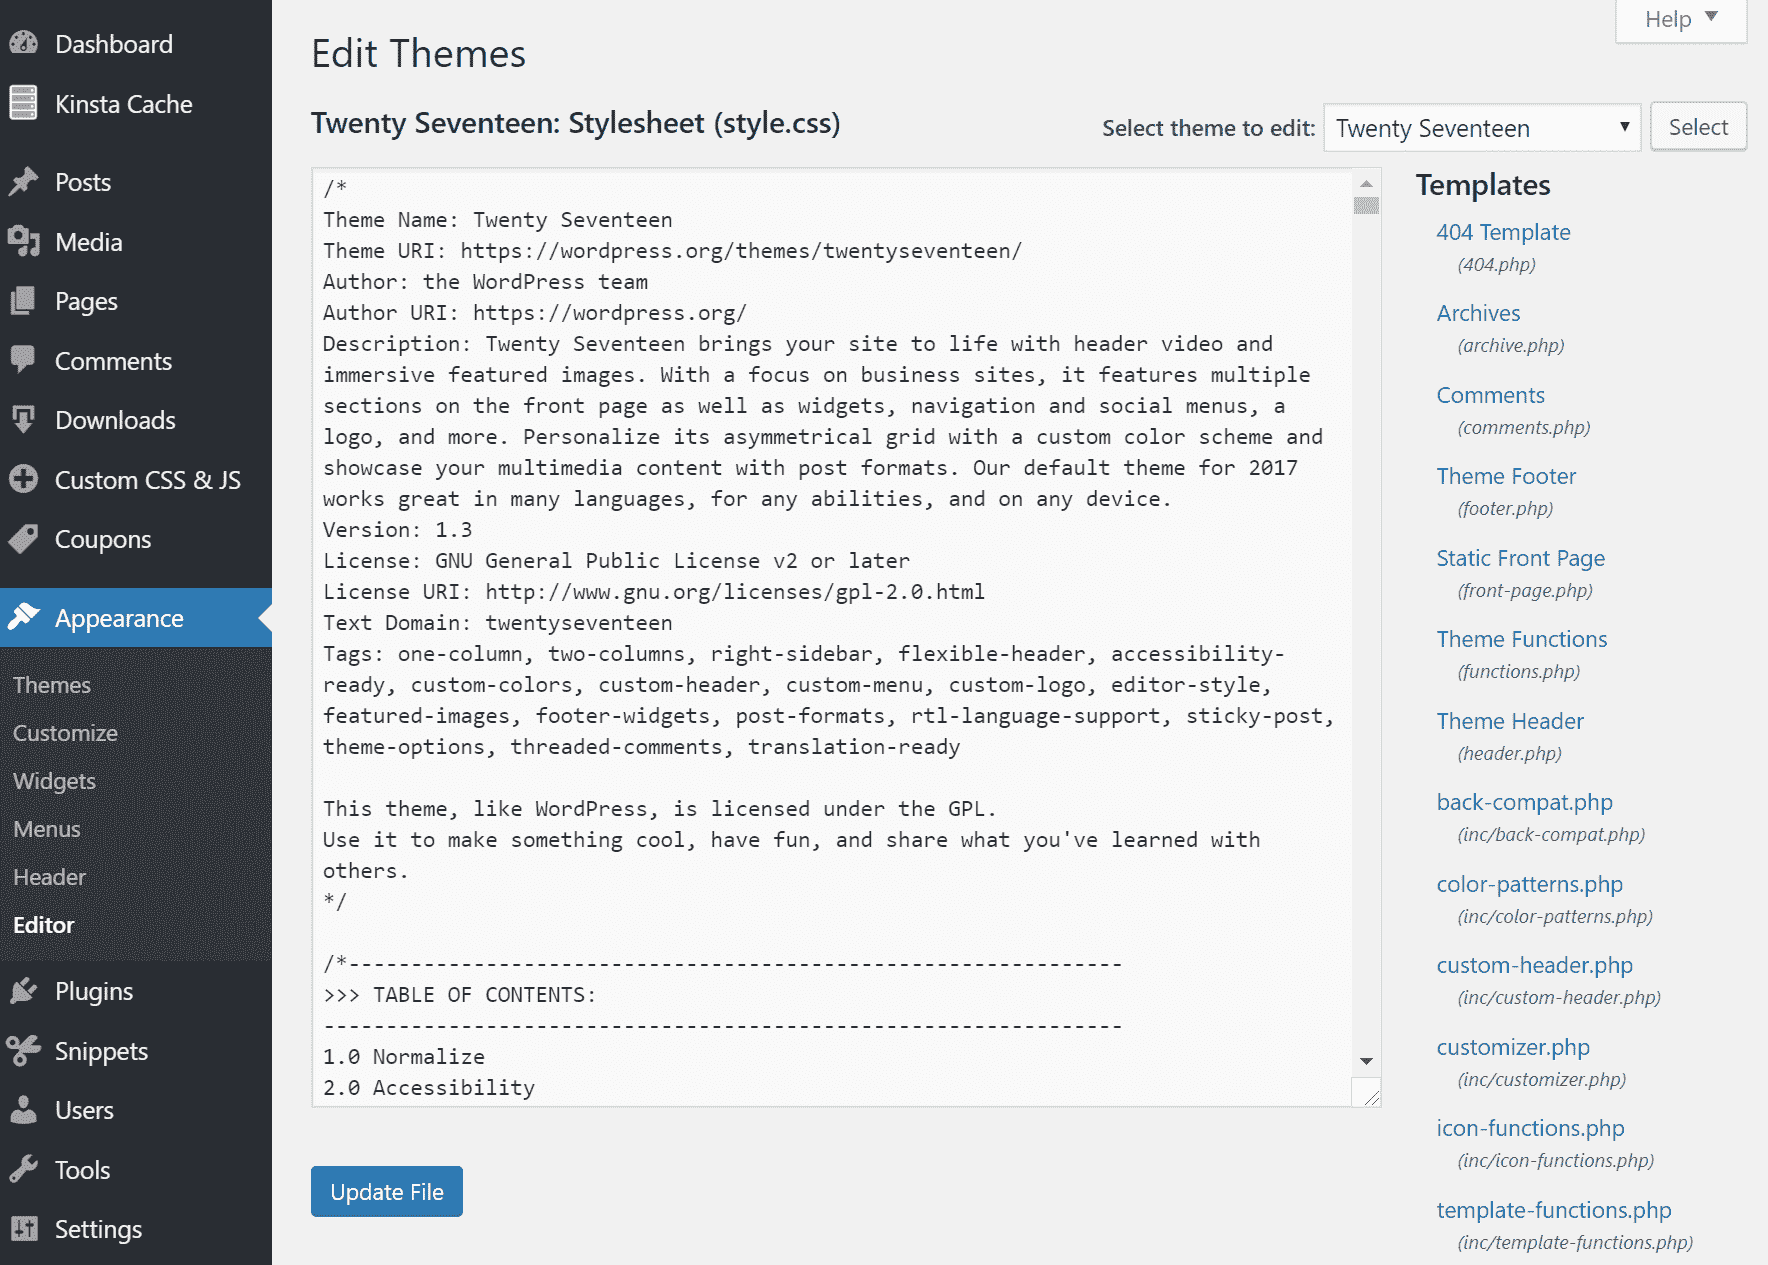 Dashboard
Kinsta Cache
Posts
Media
Pages
Comments
Downloads
Custom CSS & JS
Coupons
Appearance
Themes
Customize
Widgets
Menus
Header
Editor
Plugins
Snippets
Users
Tools
Settings
Help
Edit Themes
Twenty Seventeen: Stylesheet (style.css)
Select theme to edit: Twenty Seventeen Select
/*
Theme Name: Twenty Seventeen
Theme URI: https://wordpress.org/themes/twentyseventeen/
Author: the WordPress team
Author URI: https://wordpress.org/
Description: Twenty Seventeen brings your site to life with header video and
immersive featured images. With a focus on business sites, it features multiple
sections on the front page as well as widgets, navigation and social menus, a
logo, and more. Personalize its asymmetrical grid with a custom color scheme and
showcase your multimedia content with post formats. Our default theme for 2017
works great in many languages, for any abilities, and on any device.
Version: 1.3
License: GNU General Public License v2 or later
License URI: http://www.gnu.org/licenses/gpl-2.0.html
Text Domain: twentyseventeen
Tags: one-column, two-columns, right-sidebar, flexible-header, accessibility-
ready, custom-colors, custom-header, custom-menu, custom-logo, editor-style,
featured-images, footer-widgets, post-formats, rtl-language-support, sticky-post,
theme-options, threaded-comments, translation-ready
This theme, like WordPress, is licensed under the GPL.
Use it to make something cool, have fun, and share what you've learned with
others.
*/
/*--------------------------------------------------------------
>>> TABLE OF CONTENTS:
----------------------------------------------------------------
1.0 Normalize
2.0 Accessibility
Update File
Templates
404 Template
(404.php)
Archives
(archive.php)
Comments
(comments.php)
Theme Footer
(footer.php)
Static Front Page
(front-page.php)
Theme Functions
(functions.php)
Theme Header
(header.php)
back-compat.php
(inc/back-compat.php)
color-patterns.php
(inc/color-patterns.php)
custom-header.php
(inc/custom-header.php)
customizer.php
(inc/customizer.php)
icon-functions.php
(inc/icon-functions.php)
template-functions.php
(inc/template-functions.php)